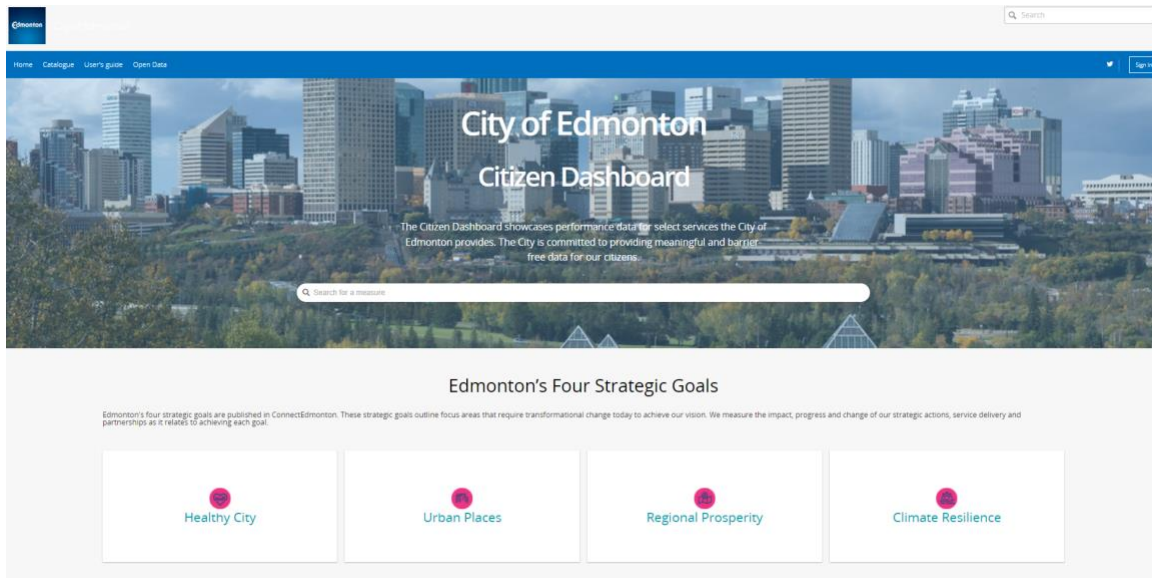 Edmonton
Search
Home Catalogue User's guide Open Data
Sign In
City of Edmonton
Citizen Dashboard
The Citizen Dashboard showcases performance data for select services the City of
Edmonton provides. The City is committed to providing meaningful and barrier-
free data for our citizens.
Search for a measure
Edmonton's Four Strategic Goals
Edmonton's four strategic goals are published in ConnectEdmonton. These strategic goals outline focus areas that require transformational change today to achieve our vision. We measure the impact, progress and change of our strategic actions, service delivery and
partnerships as it relates to achieving each goal.
Healthy City
Urban Places
Regional Prosperity
Climate Resilience